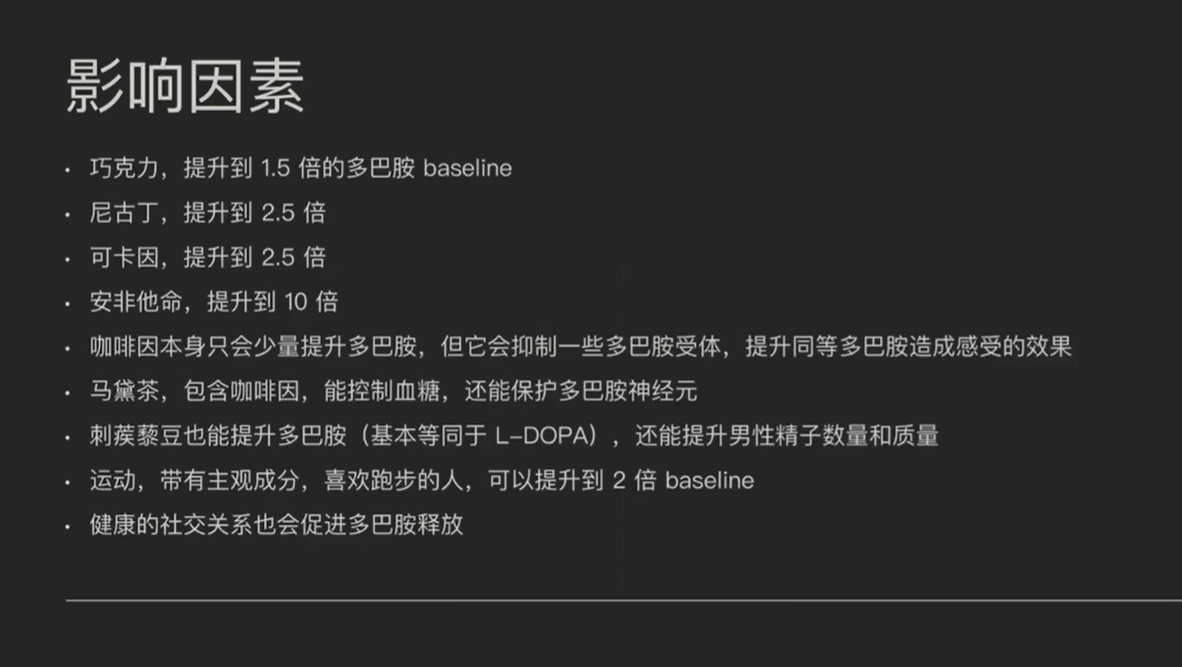 影响因素
• 巧克力，提升到 1.5 倍的多巴胺 baseline
• 尼古丁，提升到 2.5 倍
• 可卡因，提升到 2.5 倍
• 安非他命，提升到 10 倍
• 咖啡因本身只会少量提升多巴胺，但它会抑制一些多巴胺受体，提升同等多巴胺造成感受的效果
• 马黛茶，包含咖啡因，能控制血糖，还能保护多巴胺神经元
• 刺蒺藜豆也能提升多巴胺（基本等同于 L-DOPA），还能提升男性精子数量和质量
• 运动，带有主观成分，喜欢跑步的人，可以提升到 2 倍 baseline
• 健康的社交关系也会促进多巴胺释放